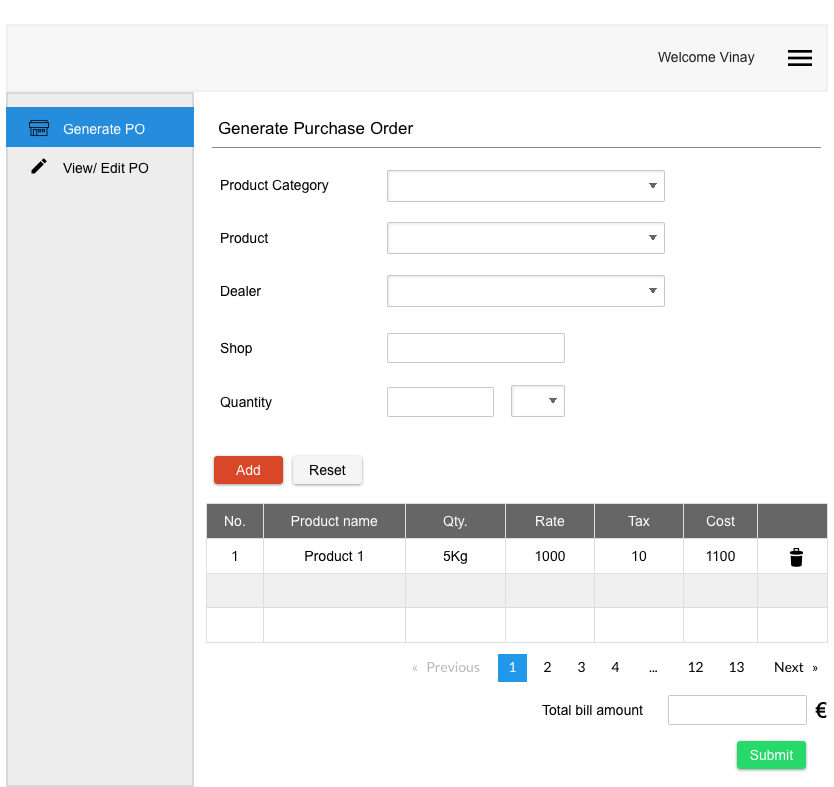 Welcome Vinay
Generate PO
View/ Edit PO
Generate Purchase Order
Product Category
Product
Dealer
Shop
Quantity
Add Reset
No. Product name Qty. Rate Tax Cost
1 Product 1 5Kg 1000 10 1100
« Previous 1 2 3 4 ... 12 13 Next »
Total bill amount €
Submit